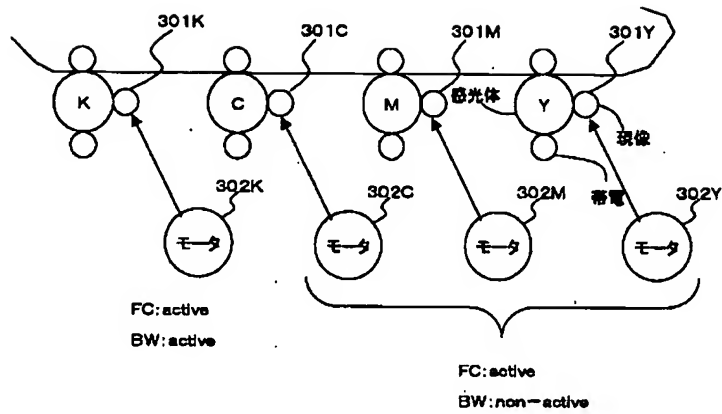 301K
301C
301M
301Y
K
C
M
感光体
Y
現像
帯電
302K
302C
302M
302Y
モータ
モータ
モータ
モータ
FC:active
BW:active
FC:active
BW:non-active